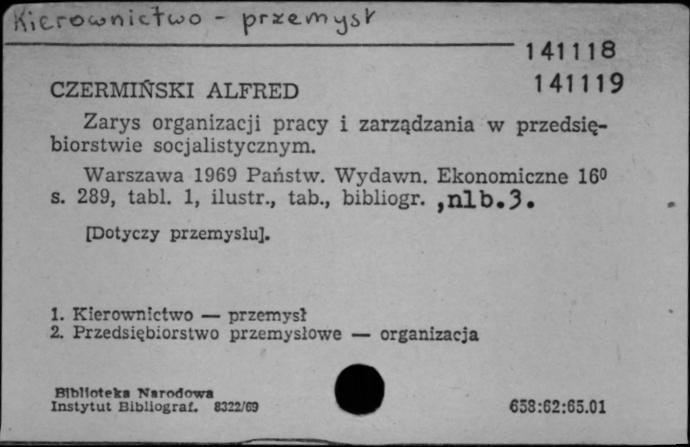 Kierownictwo - przemysł
141118
141119
CZERMIŃSKI ALFRED
Zarys organizacji pracy i zarządzania w przedsię-
biorstwie socjalistycznym.
Warszawa 1969 Państw. Wydawn. Ekonomiczne 16⁰
s. 289, tabl. 1, ilustr., tab., bibliogr. ,nlb.3.
[Dotyczy przemysłu].
1. Kierownictwo — przemysł
2. Przedsiębiorstwo przemysłowe — organizacja
Biblioteka Narodowa
Instytut Bibliograf. 8322/69
658:62:65.01